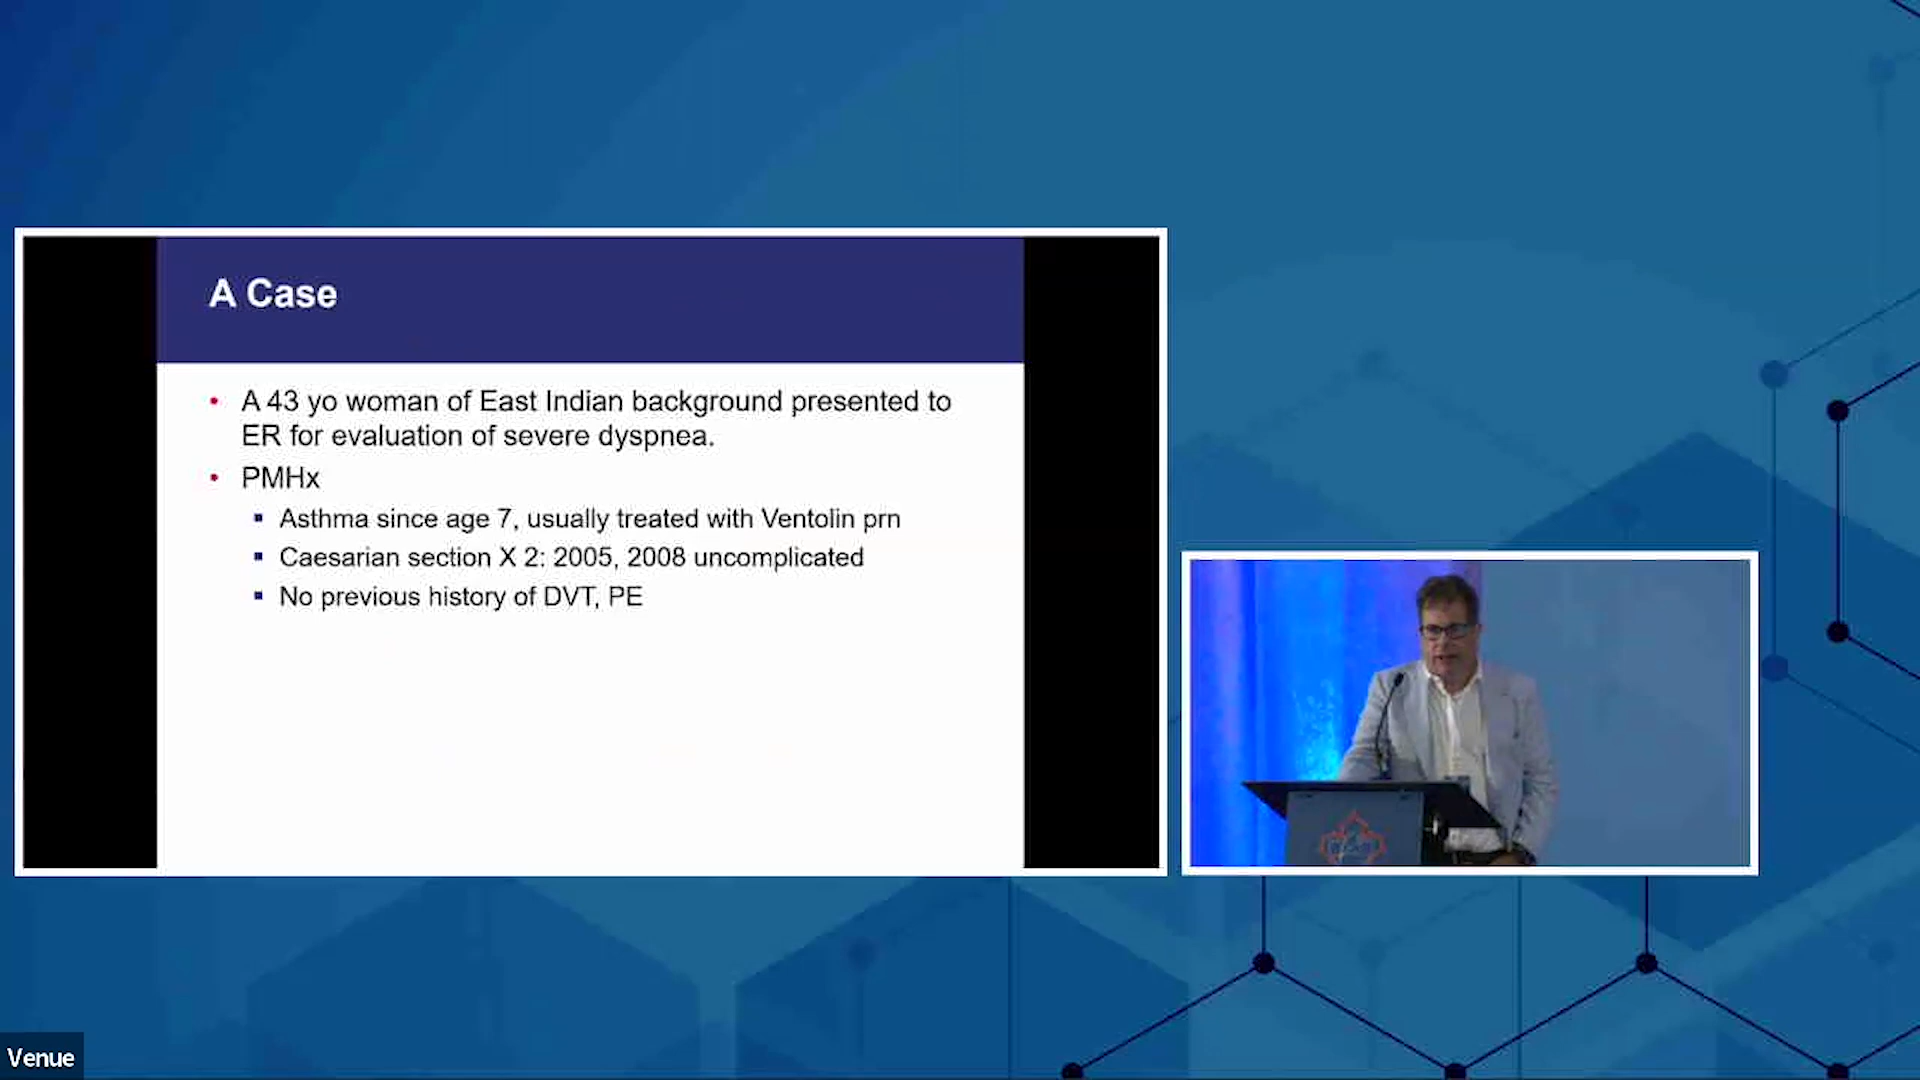 A Case
• A 43 yo woman of East Indian background presented to
ER for evaluation of severe dyspnea.
• PMHx
▪ Asthma since age 7, usually treated with Ventolin prn
▪ Caesarian section X 2: 2005, 2008 uncomplicated
▪ No previous history of DVT, PE
Venue